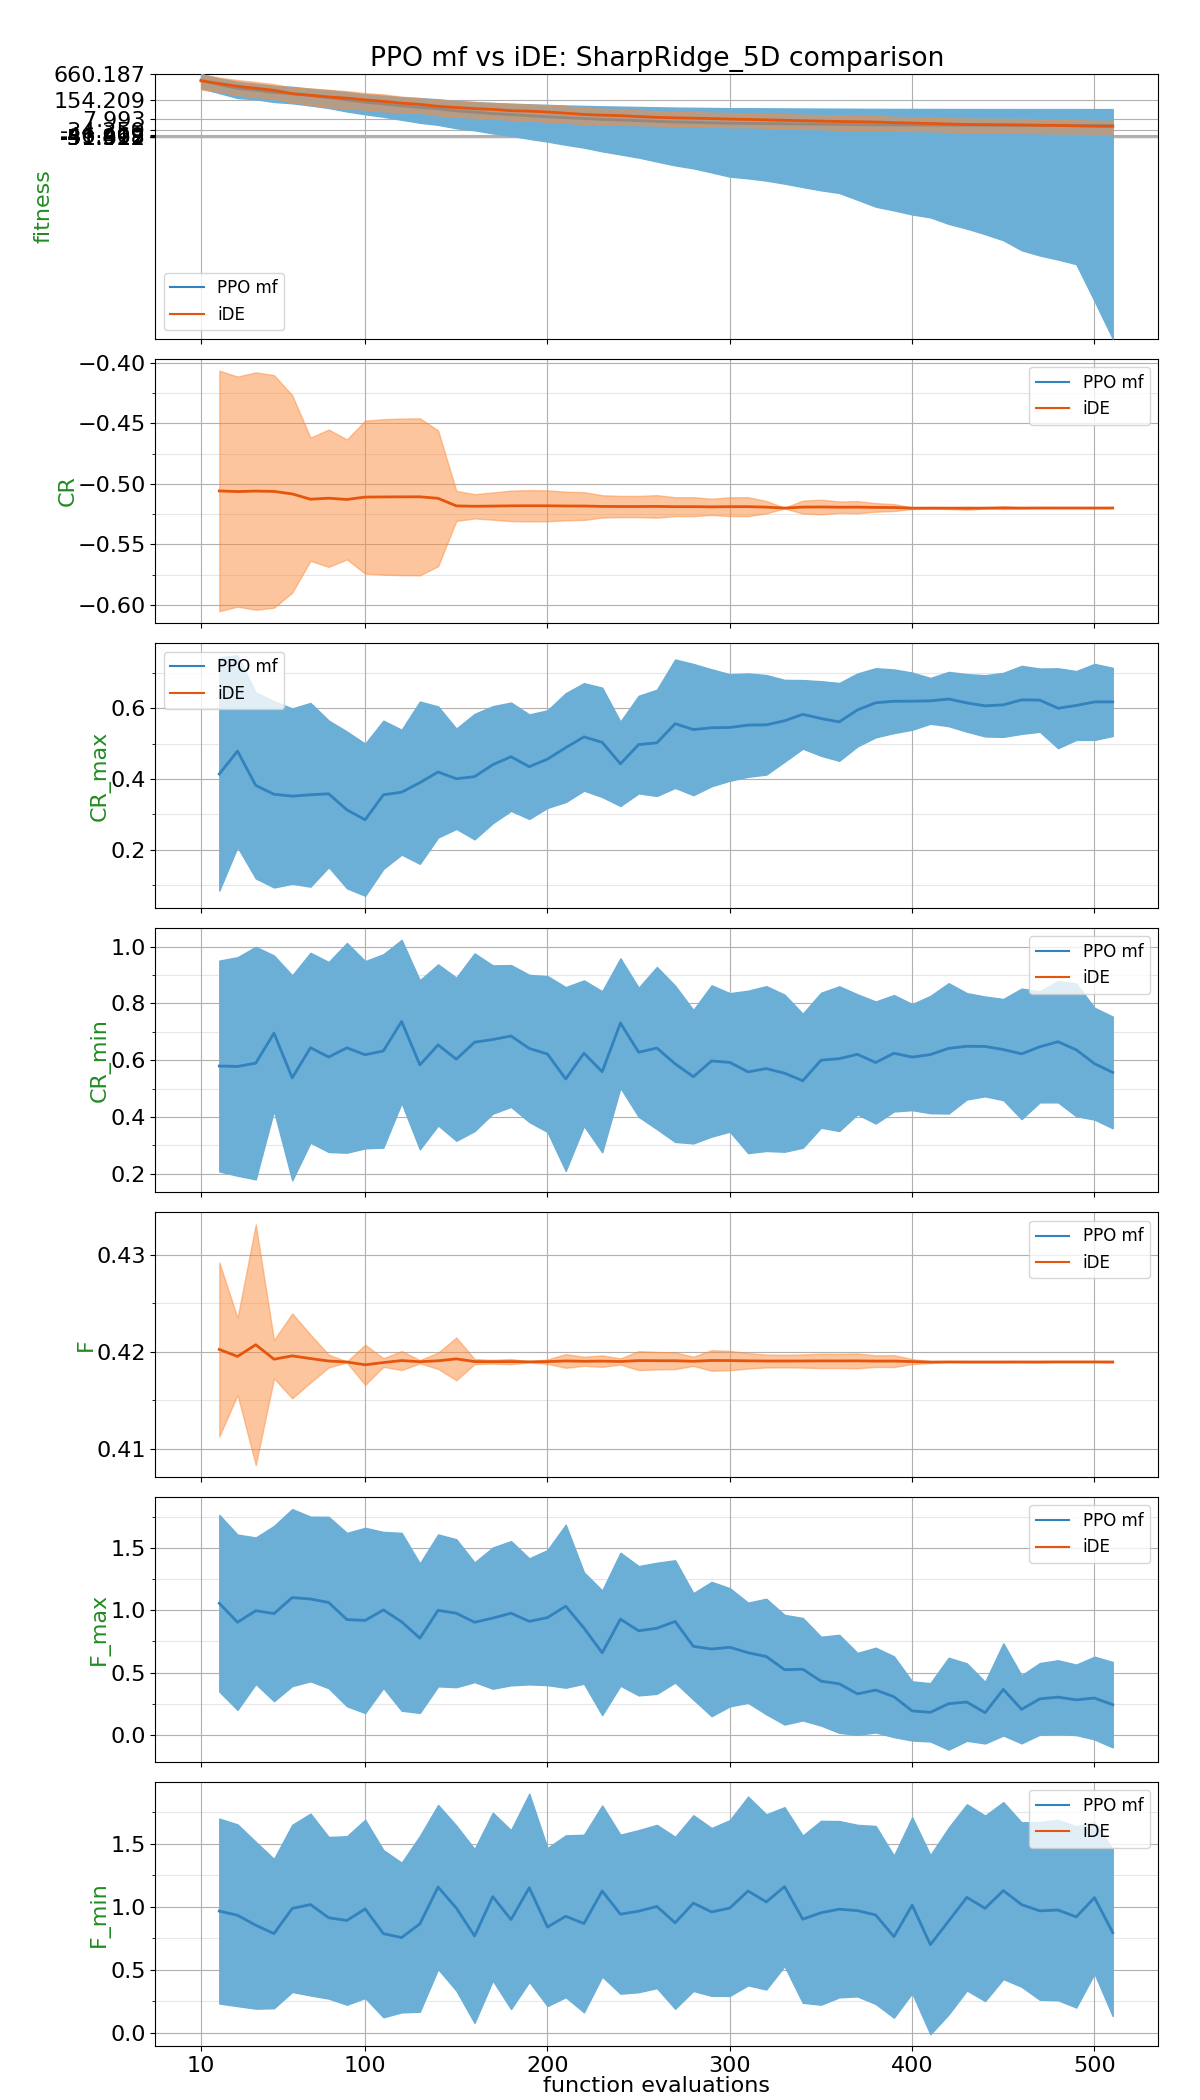 PPO mf vs iDE: SharpRidge_5D comparison
660.187
154.209
7.993
fitness
PPO mf
iDE
−0.40
−0.45
−0.50
−0.55
−0.60
CR
PPO mf
iDE
0.6
0.4
0.2
CR_max
PPO mf
iDE
1.0
0.8
0.6
0.4
0.2
CR_min
PPO mf
iDE
0.43
0.42
0.41
F
PPO mf
iDE
1.5
1.0
0.5
0.0
F_max
PPO mf
iDE
1.5
1.0
0.5
0.0
F_min
PPO mf
iDE
10 100 200 300 400 500
function evaluations